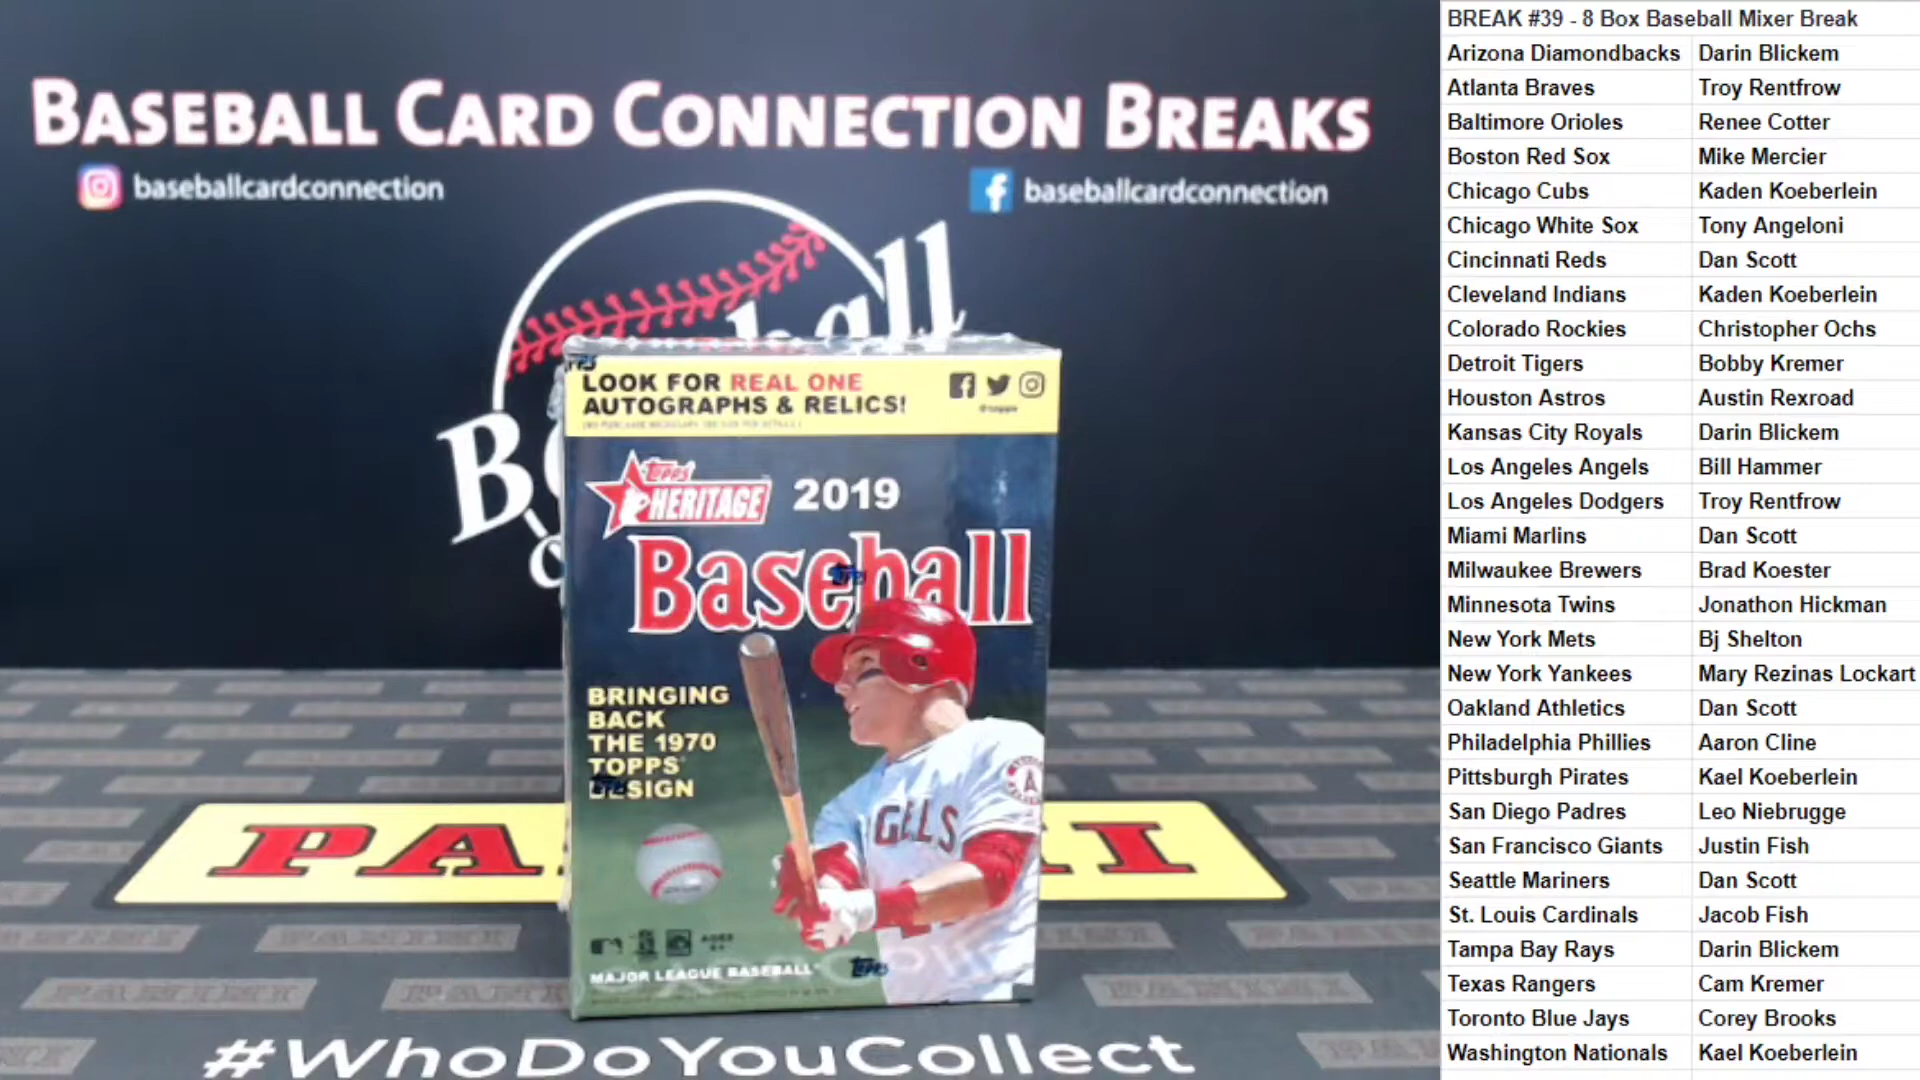 BASEBALL CARD CONNECTION BREAKS
baseballcardconnection
baseballcardconnection
Baseball
LOOK FOR REAL ONE
AUTOGRAPHS & RELICS!
@topps
Topps
HERITAGE
2019
Baseball
BRINGING
BACK
THE 1970
TOPPS
DESIGN
ANGELS
AGES
MAJOR LEAGUE BASEBALL
Topps
PANINI
#WhoDoYouCollect
BREAK #39 - 8 Box Baseball Mixer Break
Arizona Diamondbacks Darin Blickem
Atlanta Braves Troy Rentfrow
Baltimore Orioles Renee Cotter
Boston Red Sox Mike Mercier
Chicago Cubs Kaden Koeberlein
Chicago White Sox Tony Angeloni
Cincinnati Reds Dan Scott
Cleveland Indians Kaden Koeberlein
Colorado Rockies Christopher Ochs
Detroit Tigers Bobby Kremer
Houston Astros Austin Rexroad
Kansas City Royals Darin Blickem
Los Angeles Angels Bill Hammer
Los Angeles Dodgers Troy Rentfrow
Miami Marlins Dan Scott
Milwaukee Brewers Brad Koester
Minnesota Twins Jonathon Hickman
New York Mets Bj Shelton
New York Yankees Mary Rezinas Lockart
Oakland Athletics Dan Scott
Philadelphia Phillies Aaron Cline
Pittsburgh Pirates Kael Koeberlein
San Diego Padres Leo Niebrugge
San Francisco Giants Justin Fish
Seattle Mariners Dan Scott
St. Louis Cardinals Jacob Fish
Tampa Bay Rays Darin Blickem
Texas Rangers Cam Kremer
Toronto Blue Jays Corey Brooks
Washington Nationals Kael Koeberlein